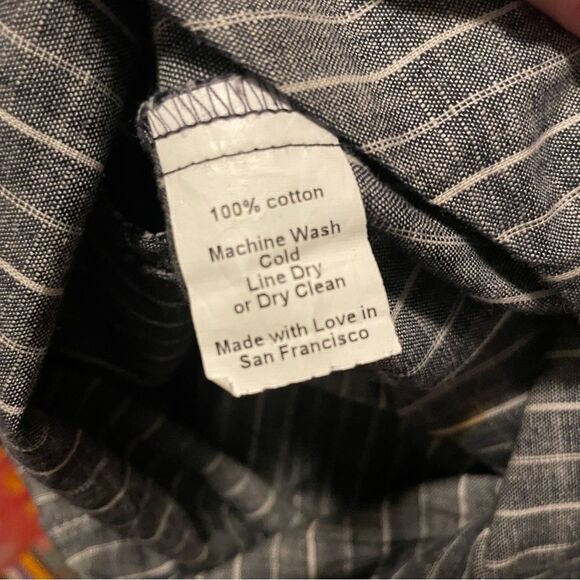 100% cotton
Machine Wash
Cold
Line Dry
or Dry Clean
Made with Love in
San Francisco